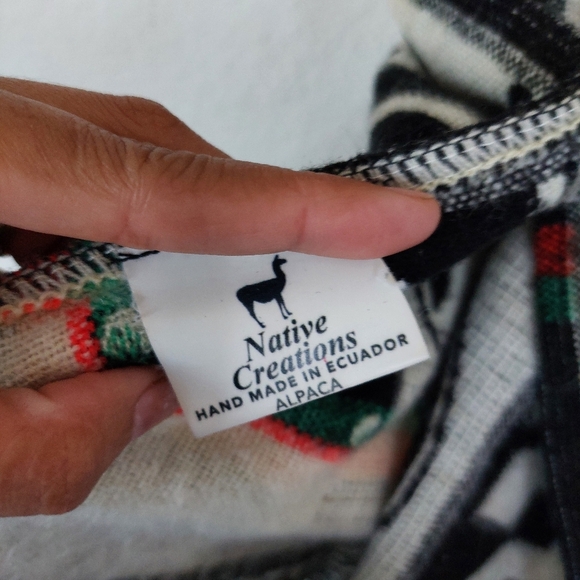 Native
Creations
HAND MADE IN ECUADOR
ALPACA